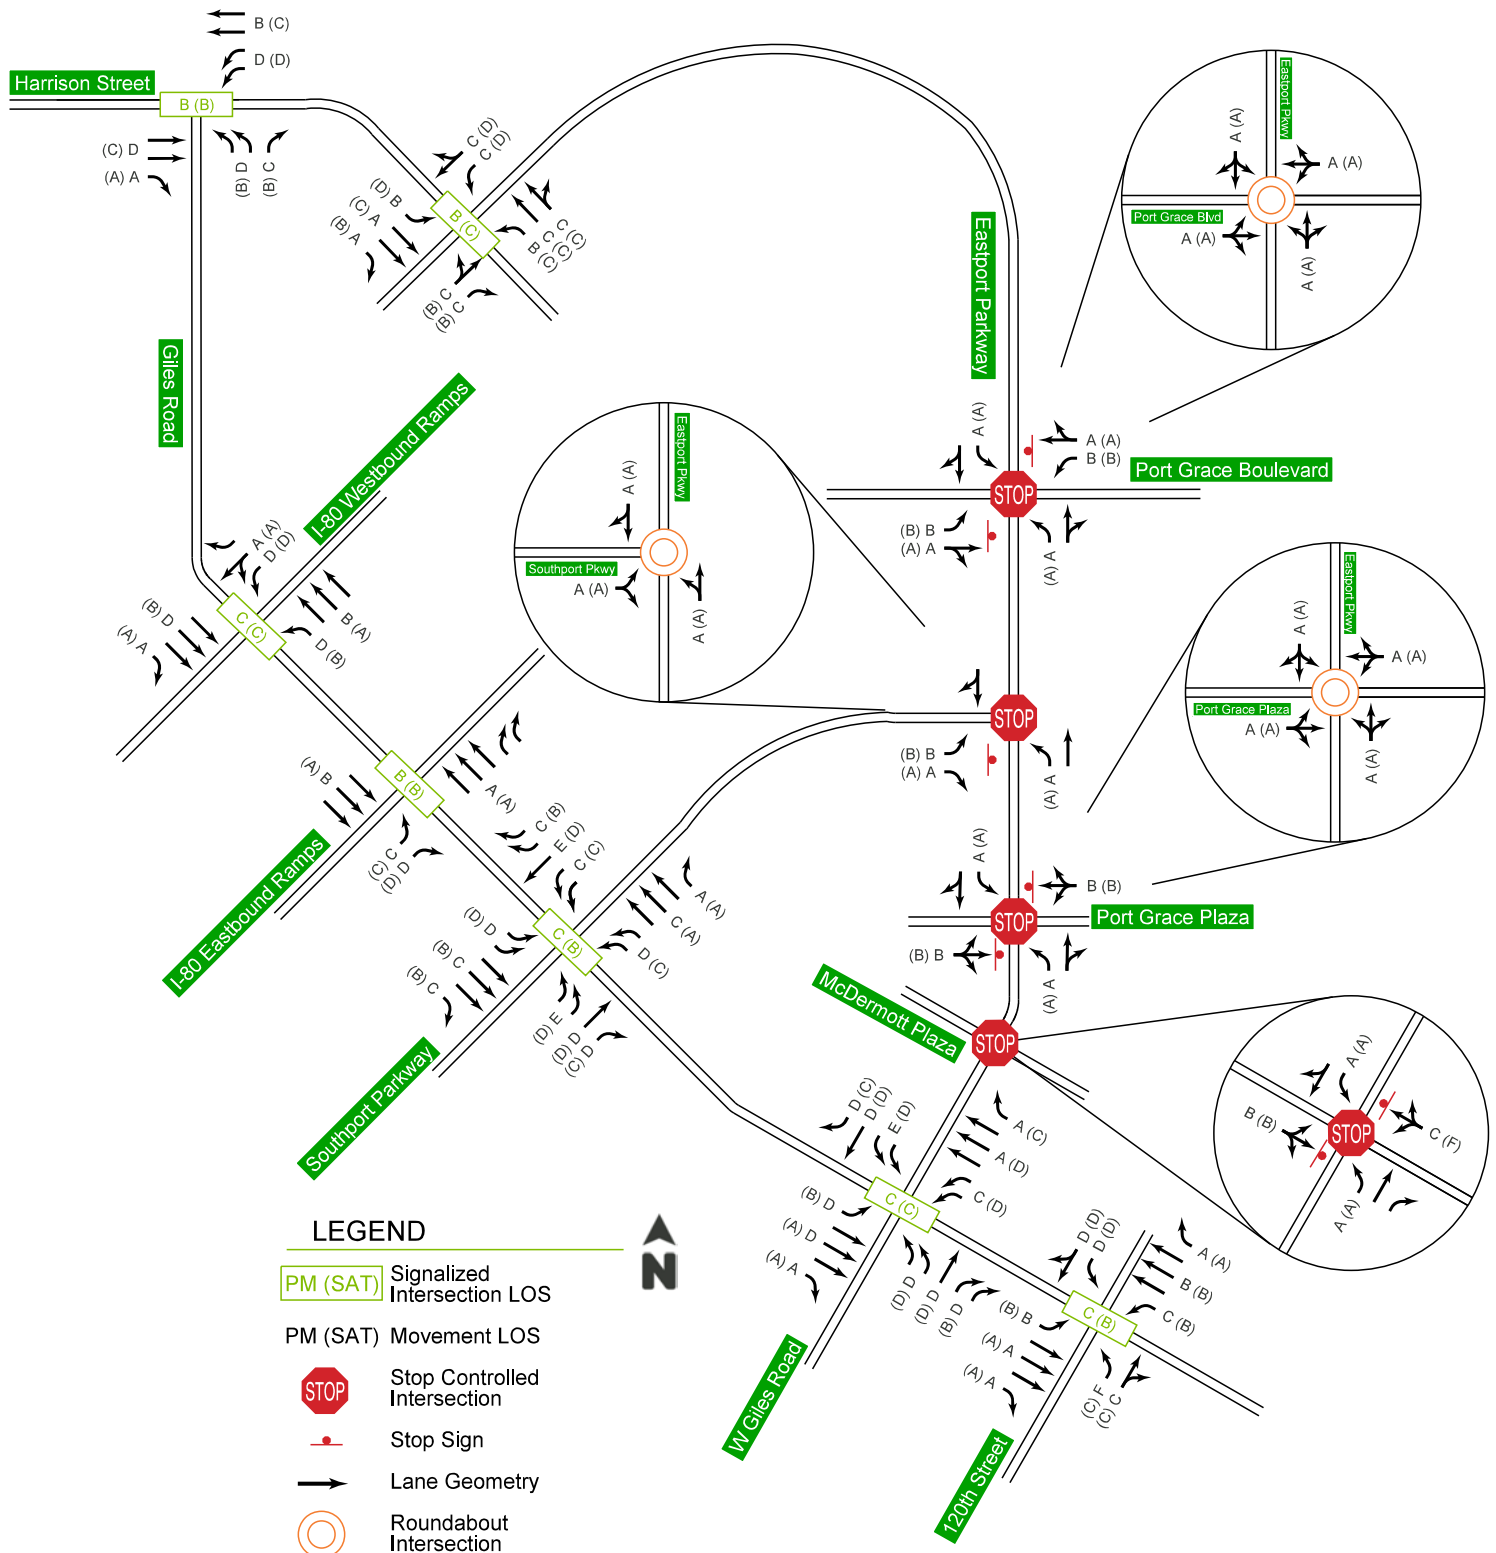 B (C)
D (D)
Harrison Street
B (B)
(C) D
(A) A
(B) D
(B) C
C (D)
C (D)
(D) B
(C) A
(B) A
B (C)
C (C)
C (C)
B (C)
(B) C
(B) C
Eastport Pkwy
A (A)
A (A)
Port Grace Blvd
A (A)
A (A)
Eastport Parkway
Giles Road
I-80 Westbound Ramps
A (A)
A (A)
B (B)
Port Grace Boulevard
STOP
(B) B
(A) A
(A) A
Eastport Pkwy
A (A)
Southport Pkwy
A (A)
A (A)
A (A)
D (D)
(B) D
(A) A
C (C)
B (A)
D (B)
Eastport Pkwy
A (A)
A (A)
Port Grace Plaza
A (A)
A (A)
STOP
(B) B
(A) A
(A) A
(A) B
B (B)
A (A)
(C) C
(D) D
I-80 Eastbound Ramps
C (B)
E (D)
C (C)
A (A)
C (A)
D (C)
(D) D
(B) C
(B) C
C (B)
(D) E
(D) D
(C) D
Southport Parkway
A (A)
B (B)
STOP
Port Grace Plaza
(B) B
(A) A
McDermott Plaza
STOP
A (A)
B (B)
STOP
C (F)
A (A)
D (C)
D (D)
E (D)
A (C)
A (D)
C (D)
(B) D
(A) D
(A) A
C (C)
(D) D
(D) D
(B) D
W Giles Road
D (D)
D (D)
A (A)
B (B)
C (B)
(B) B
(A) A
(A) A
C (B)
(C) F
(C) C
120th Street
LEGEND
N
PM (SAT)
Signalized
Intersection LOS
PM (SAT)
Movement LOS
STOP
Stop Controlled
Intersection
Stop Sign
Lane Geometry
Roundabout
Intersection